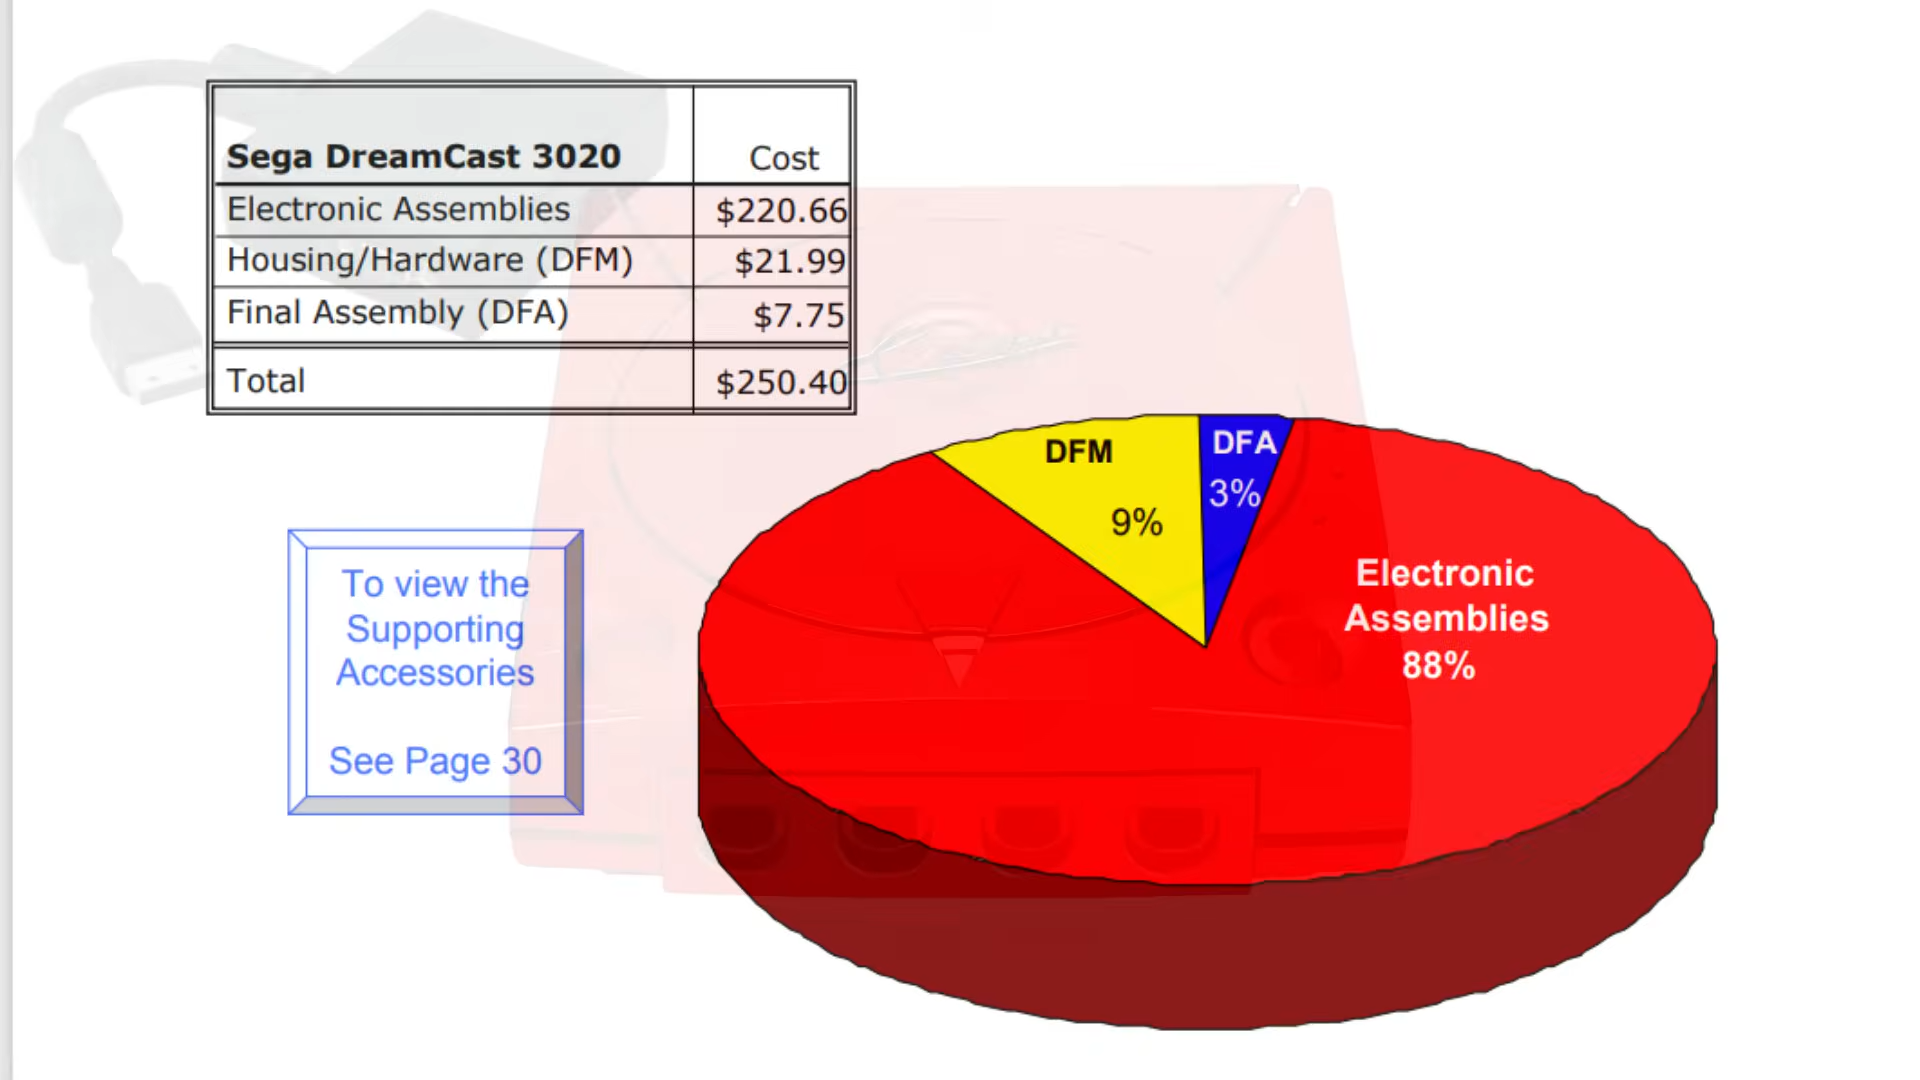 Sega DreamCast 3020 Cost
Electronic Assemblies $220.66
Housing/Hardware (DFM) $21.99
Final Assembly (DFA) $7.75
Total $250.40
DFM
9%
DFA
3%
Electronic
Assemblies
88%
To view the
Supporting
Accessories
See Page 30